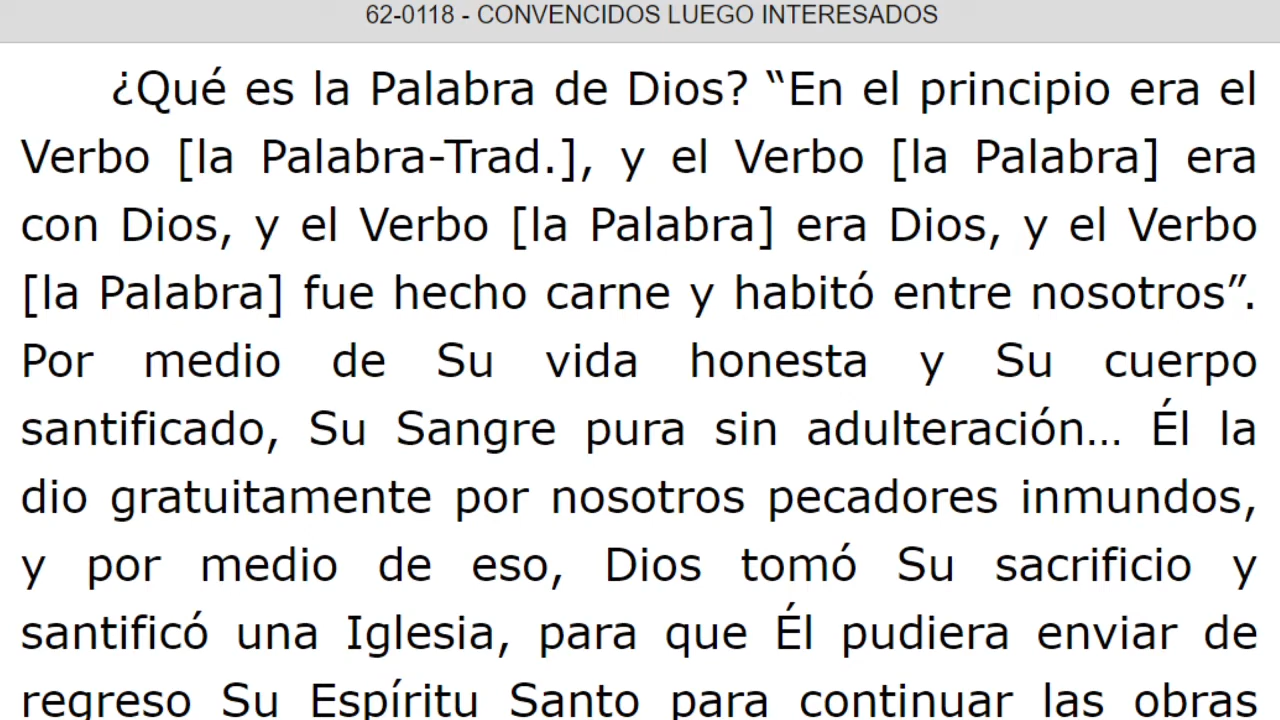 62-0118 - CONVENCIDOS LUEGO INTERESADOS
¿Qué es la Palabra de Dios? “En el principio era el
Verbo [la Palabra-Trad.], y el Verbo [la Palabra] era
con Dios, y el Verbo [la Palabra] era Dios, y el Verbo
[la Palabra] fue hecho carne y habitó entre nosotros”.
Por medio de Su vida honesta y Su cuerpo
santificado, Su Sangre pura sin adulteración... Él la
dio gratuitamente por nosotros pecadores inmundos,
y por medio de eso, Dios tomó Su sacrificio y
santificó una Iglesia, para que Él pudiera enviar de
regreso Su Espíritu Santo para continuar las obras